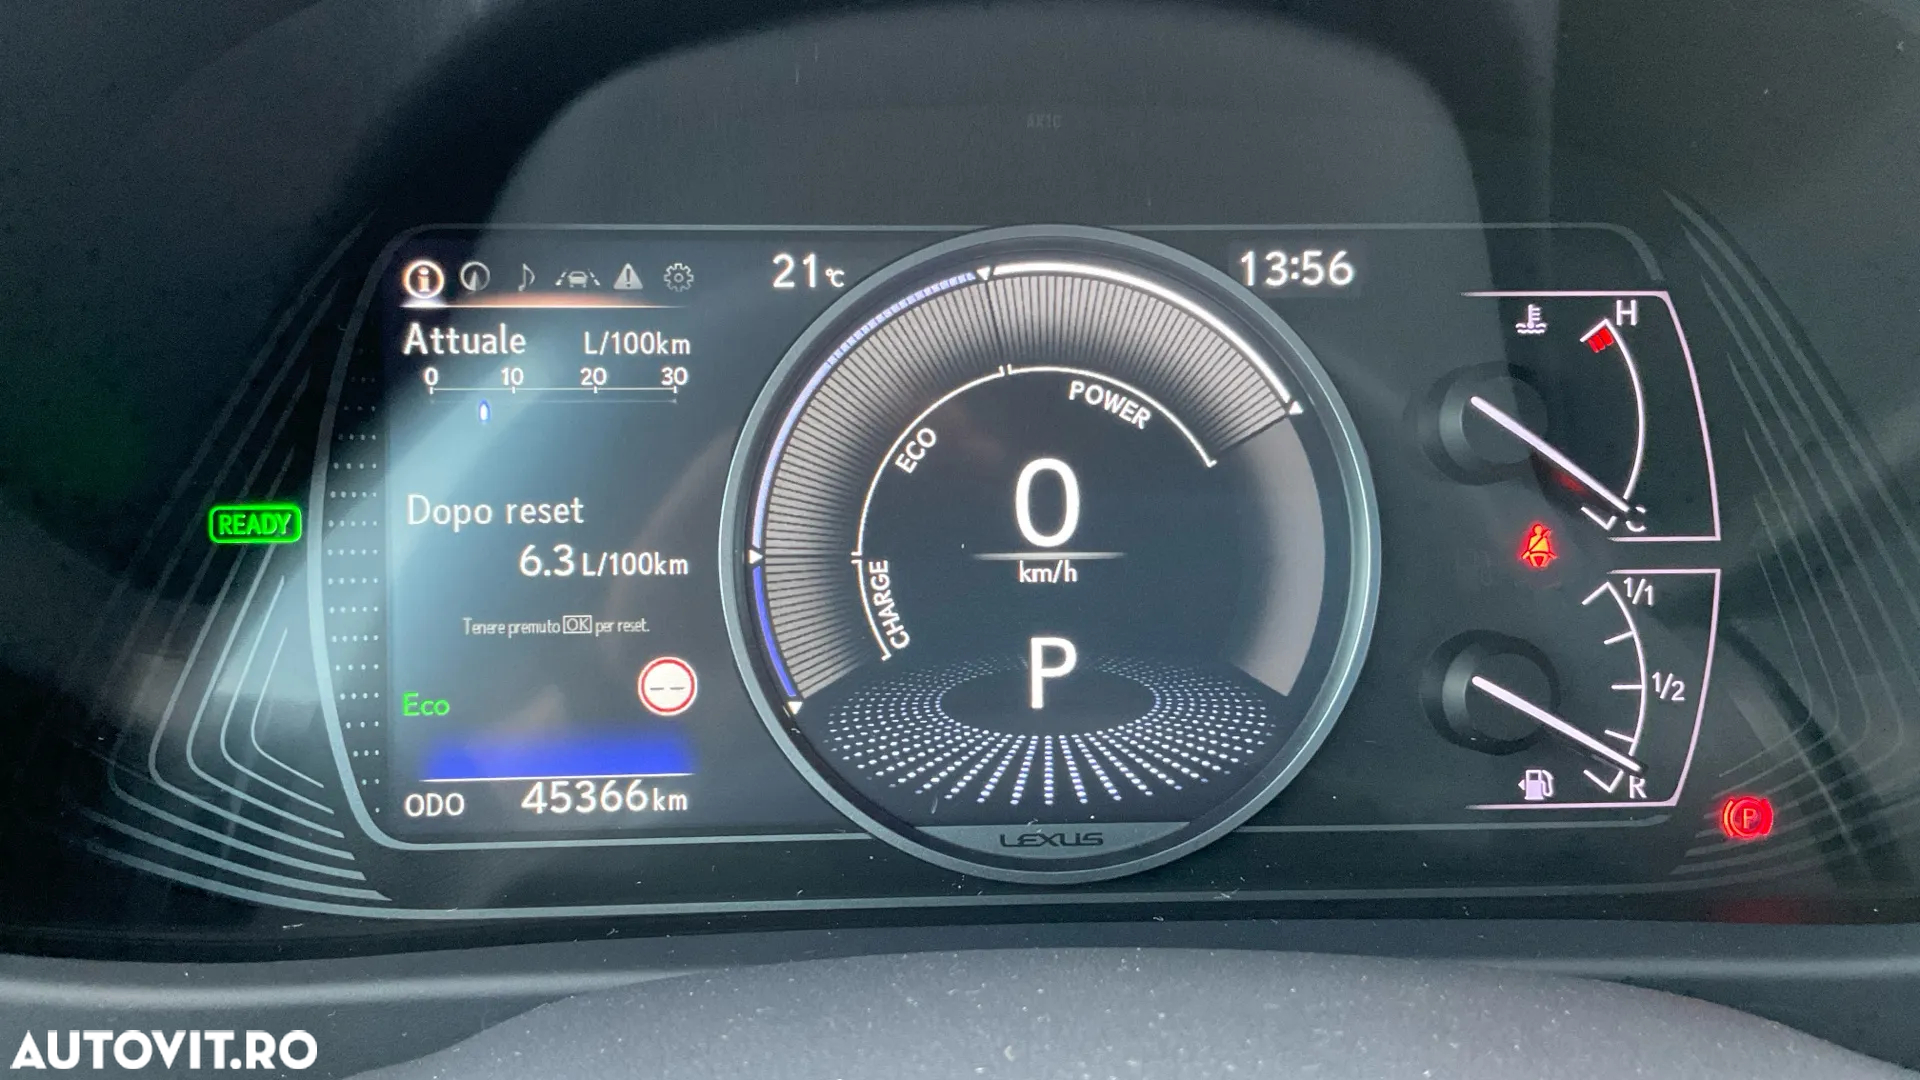 21°C
13:56
Attuale L/100km
0 10 20 30
Dopo reset
6.3 L/100km
Tenere premuto OK per reset.
Eco
ODO 45366 km
READY
POWER
ECO
CHARGE
0
km/h
P
LEXUS
H
C
1/1
1/2
R
P
AUTOVIT.RO